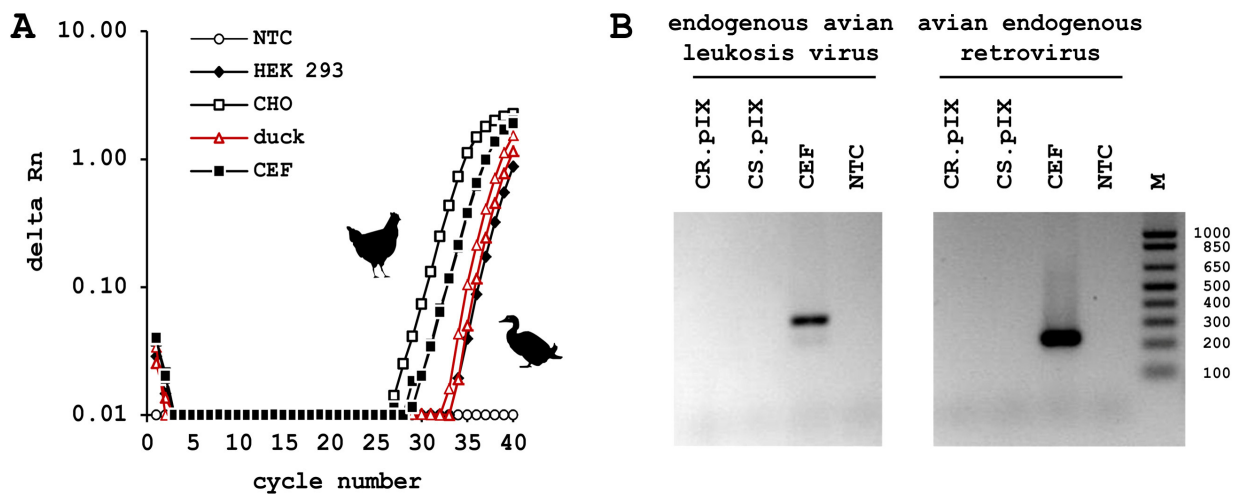 A
10.00
1.00
0.10
0.01
delta Rn
NTC
HEK 293
CHO
duck
CEF
0 5 10 15 20 25 30 35 40
cycle number
B
endogenous avian
leukosis virus
CR.pIX
CS.pIX
CEF
NTC
avian endogenous
retrovirus
CR.pIX
CS.pIX
CEF
NTC
M
1000
850
650
500
400
300
200
100